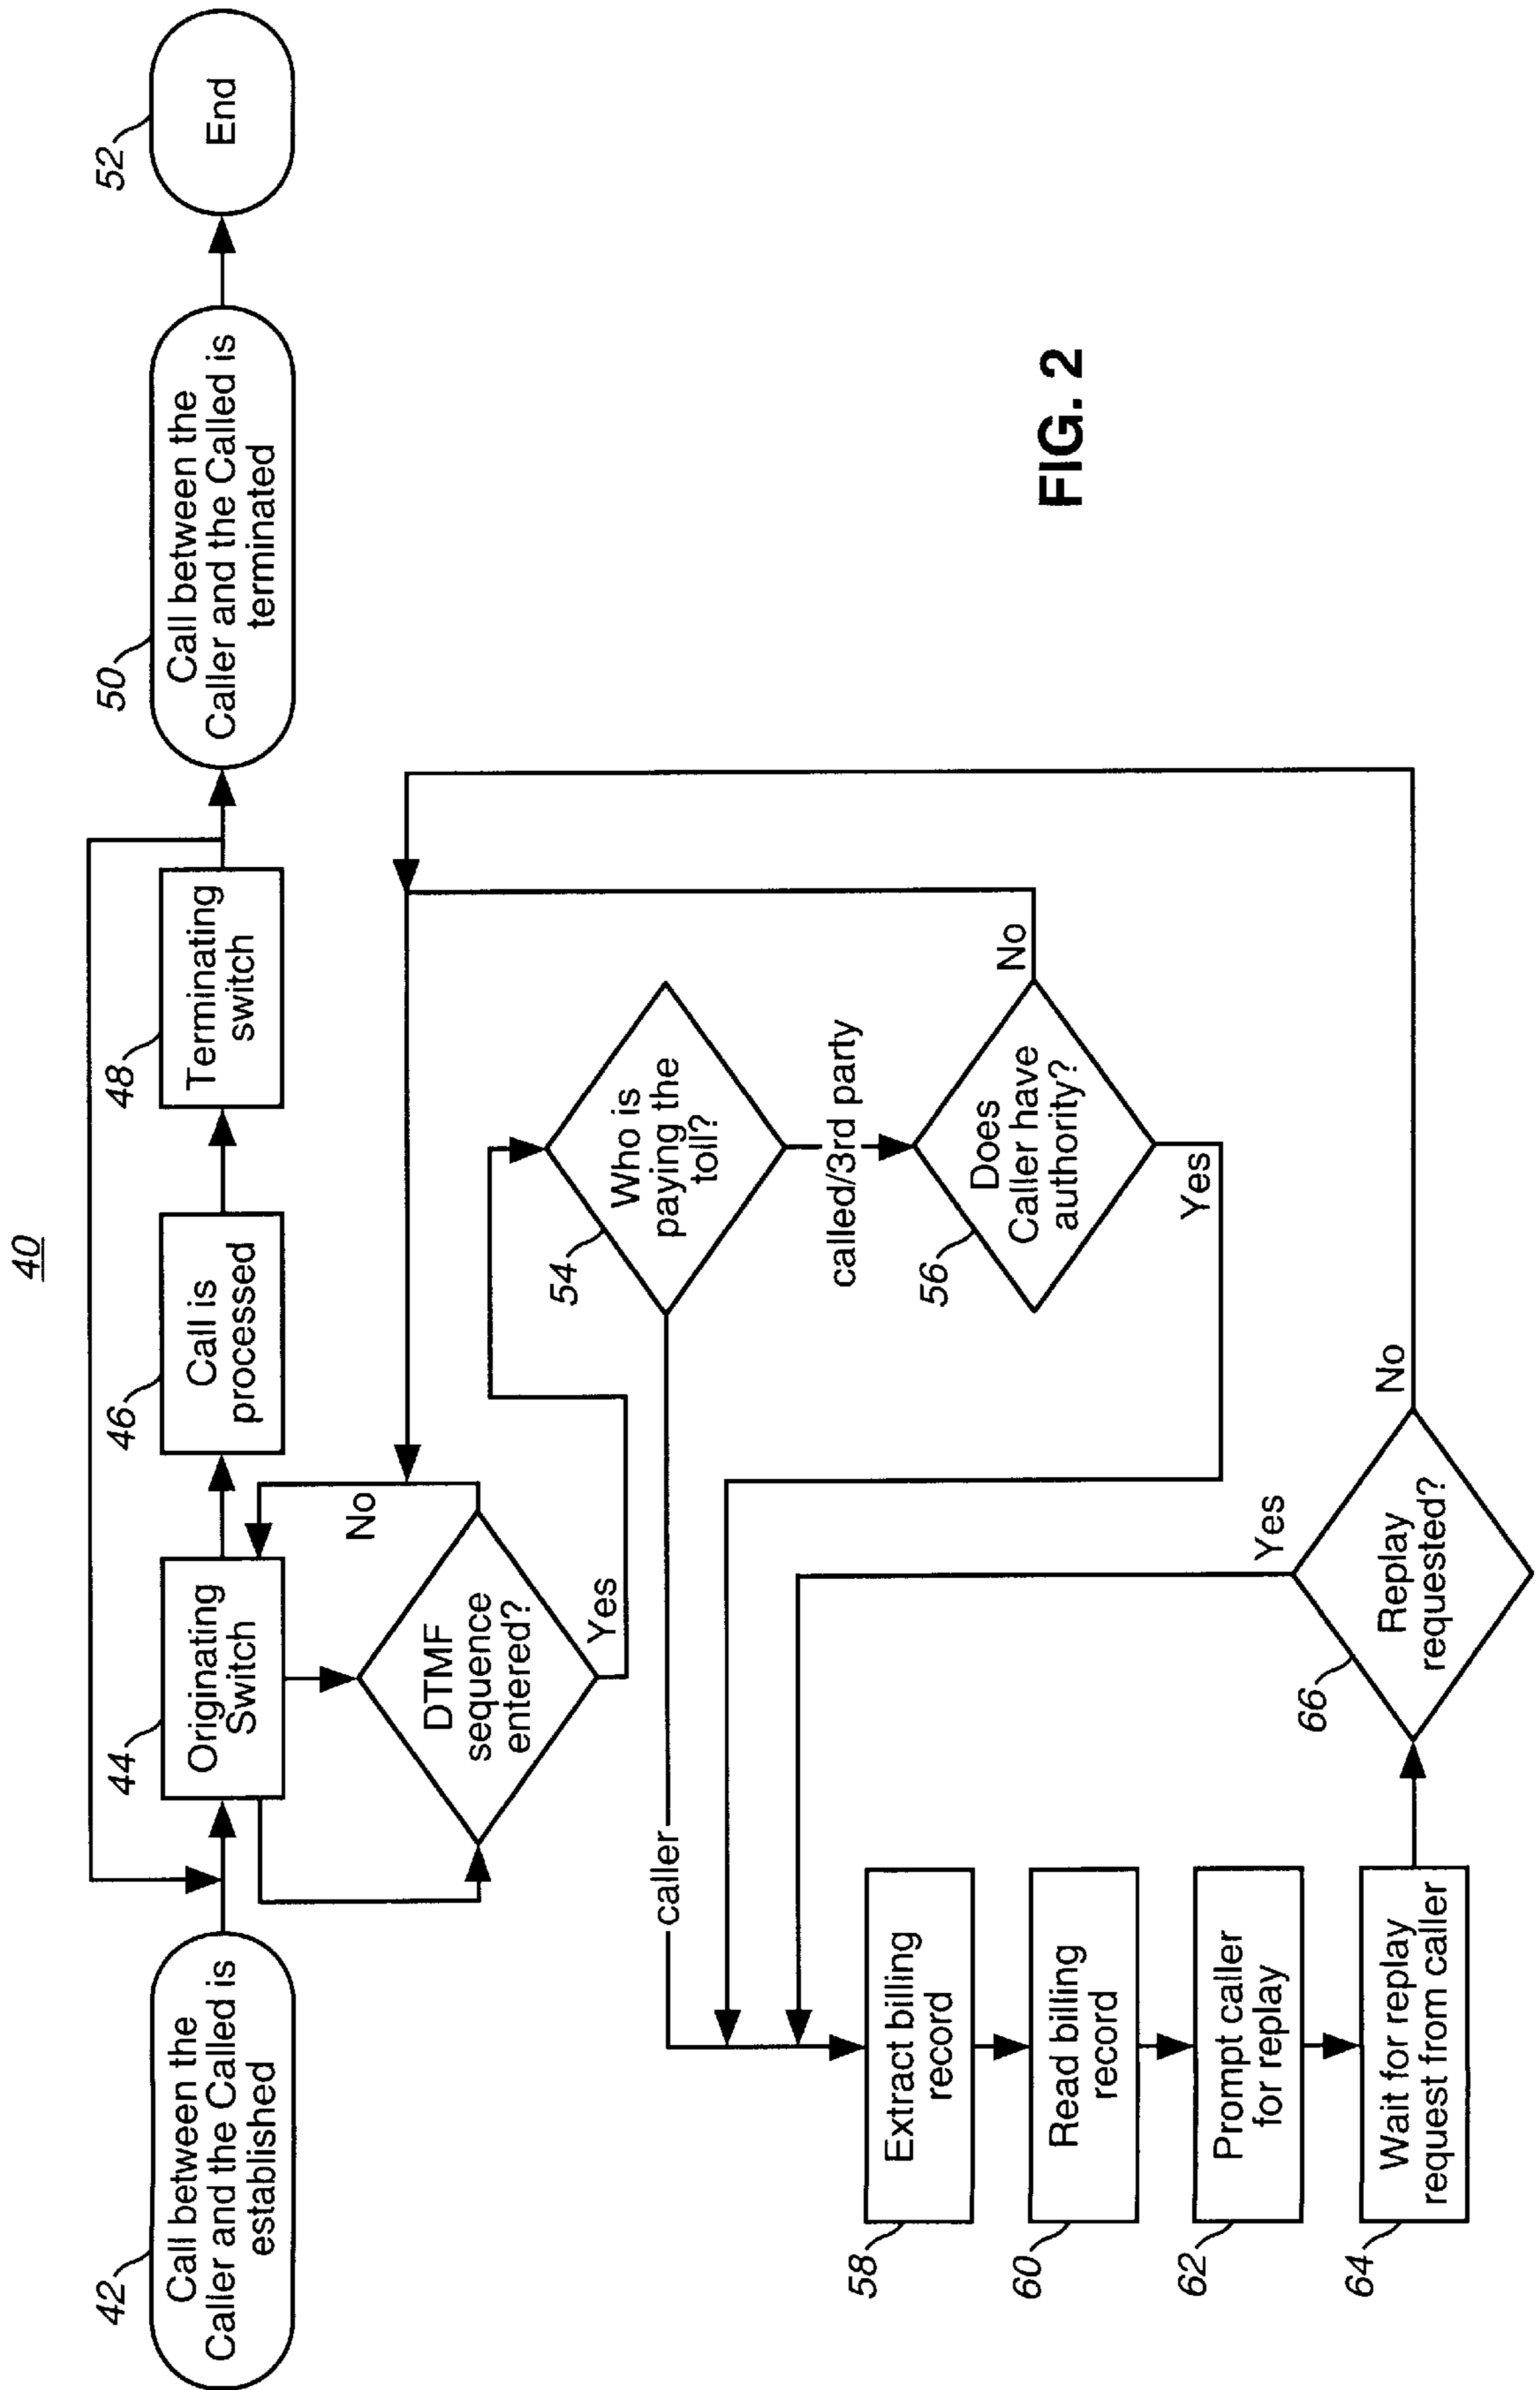 40
42
Call between the
Caller and the Called is
established
44
Originating
Switch
46
Call is
processed
48
Terminating
switch
50
Call between the
Caller and the Called is
terminated
52
End
DTMF
sequence
entered?
No
Yes
54
Who is
paying the
toll?
caller
called/3rd party
56
Does
Caller have
authority?
No
Yes
58
Extract billing
record
60
Read billing
record
62
Prompt caller
for replay
64
Wait for replay
request from caller
66
Replay
requested?
Yes
No
FIG. 2